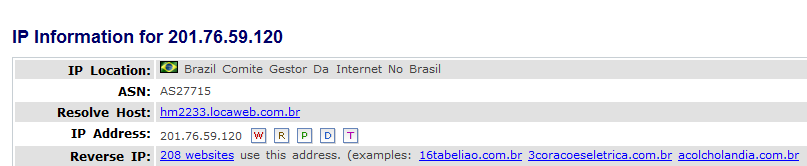 IP Information for 201.76.59.120
IP Location: Brazil Comite Gestor Da Internet No Brasil
ASN: AS27715
Resolve Host: hm2233.locaweb.com.br
IP Address: 201.76.59.120 W R P D T
Reverse IP: 208 websites use this address. (examples: 16tabeliao.com.br 3coracoeseletrica.com.br acolcholandia.com.br